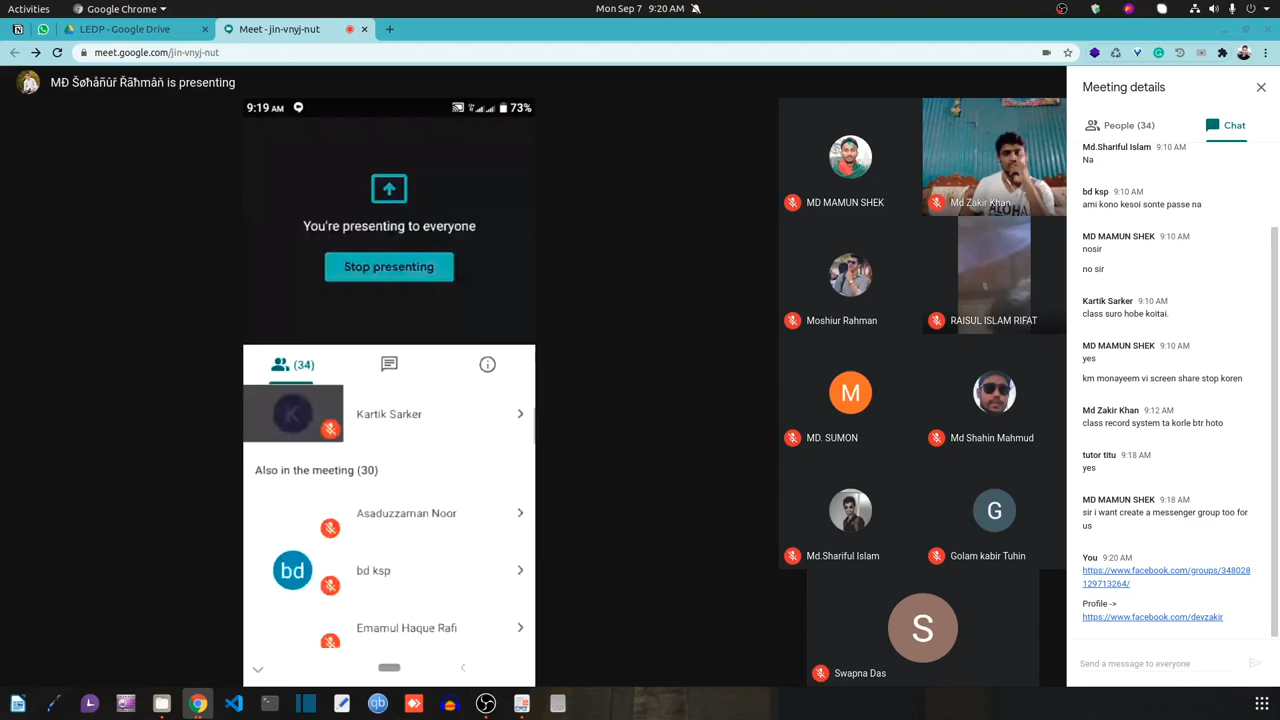 Activities
Google Chrome
Mon Sep 7 9:20 AM
LEDP - Google Drive
Meet - jin-vnyj-nut
meet.google.com/jin-vnyj-nut
MĐ Šøhåñūř Řāhmāñ is presenting
9:19 AM
73%
You're presenting to everyone
Stop presenting
(34)
K
Kartik Sarker
Also in the meeting (30)
Asaduzzaman Noor
bd
bd ksp
Emamul Haque Rafi
MD MAMUN SHEK
Md Zakir Khan
ALOHA
Moshiur Rahman
RAISUL ISLAM RIFAT
M
MD. SUMON
Md Shahin Mahmud
Md.Shariful Islam
G
Golam kabir Tuhin
S
Swapna Das
Meeting details
People (34)
Chat
Md.Shariful Islam 9:10 AM
Na
bd ksp 9:10 AM
ami kono kesoi sonte passe na
MD MAMUN SHEK 9:10 AM
nosir
no sir
Kartik Sarker 9:10 AM
class suro hobe koitai.
MD MAMUN SHEK 9:10 AM
yes
km monayeem vi screen share stop koren
Md Zakir Khan 9:12 AM
class record system ta korle btr hoto
tutor titu 9:18 AM
yes
MD MAMUN SHEK 9:18 AM
sir i want create a messenger group too for
us
You 9:20 AM
https://www.facebook.com/groups/348028
129713264/
Profile ->
https://www.facebook.com/devzakir
Send a message to everyone